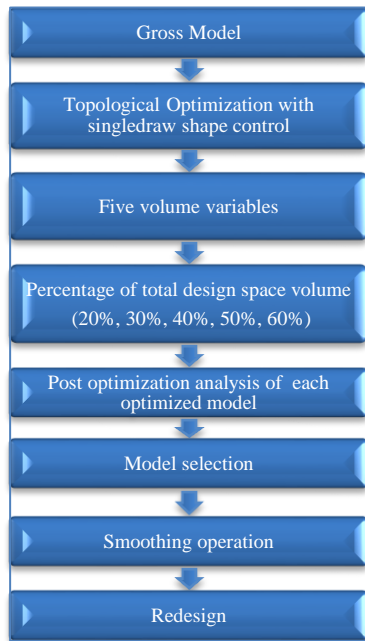 Gross Model
Topological Optimization with
singledraw shape control
Five volume variables
Percentage of total design space volume
(20%, 30%, 40%, 50%, 60%)
Post optimization analysis of each
optimized model
Model selection
Smoothing operation
Redesign